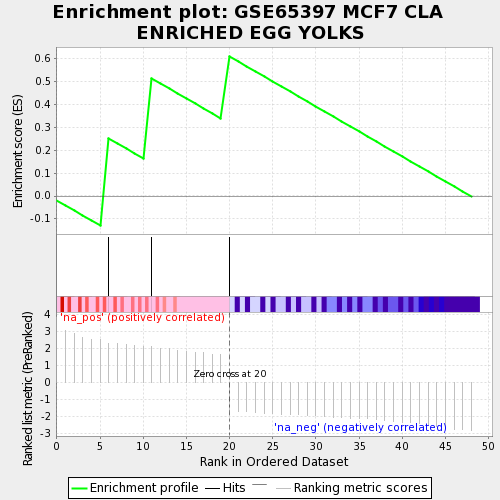 Enrichment plot: GSE65397 MCF7 CLA
ENRICHED EGG YOLKS
Enrichment score (ES)
0.6
0.5
0.4
0.3
0.2
0.1
0.0
-0.1
'na_pos' (positively correlated)
Ranked list metric (PreRanked)
4
3
2
1
0
-1
-2
-3
Zero cross at 20
'na_neg' (negatively correlated)
0 5 10 15 20 25 30 35 40 45 50
Rank in Ordered Dataset
Enrichment profile Hits Ranking metric scores